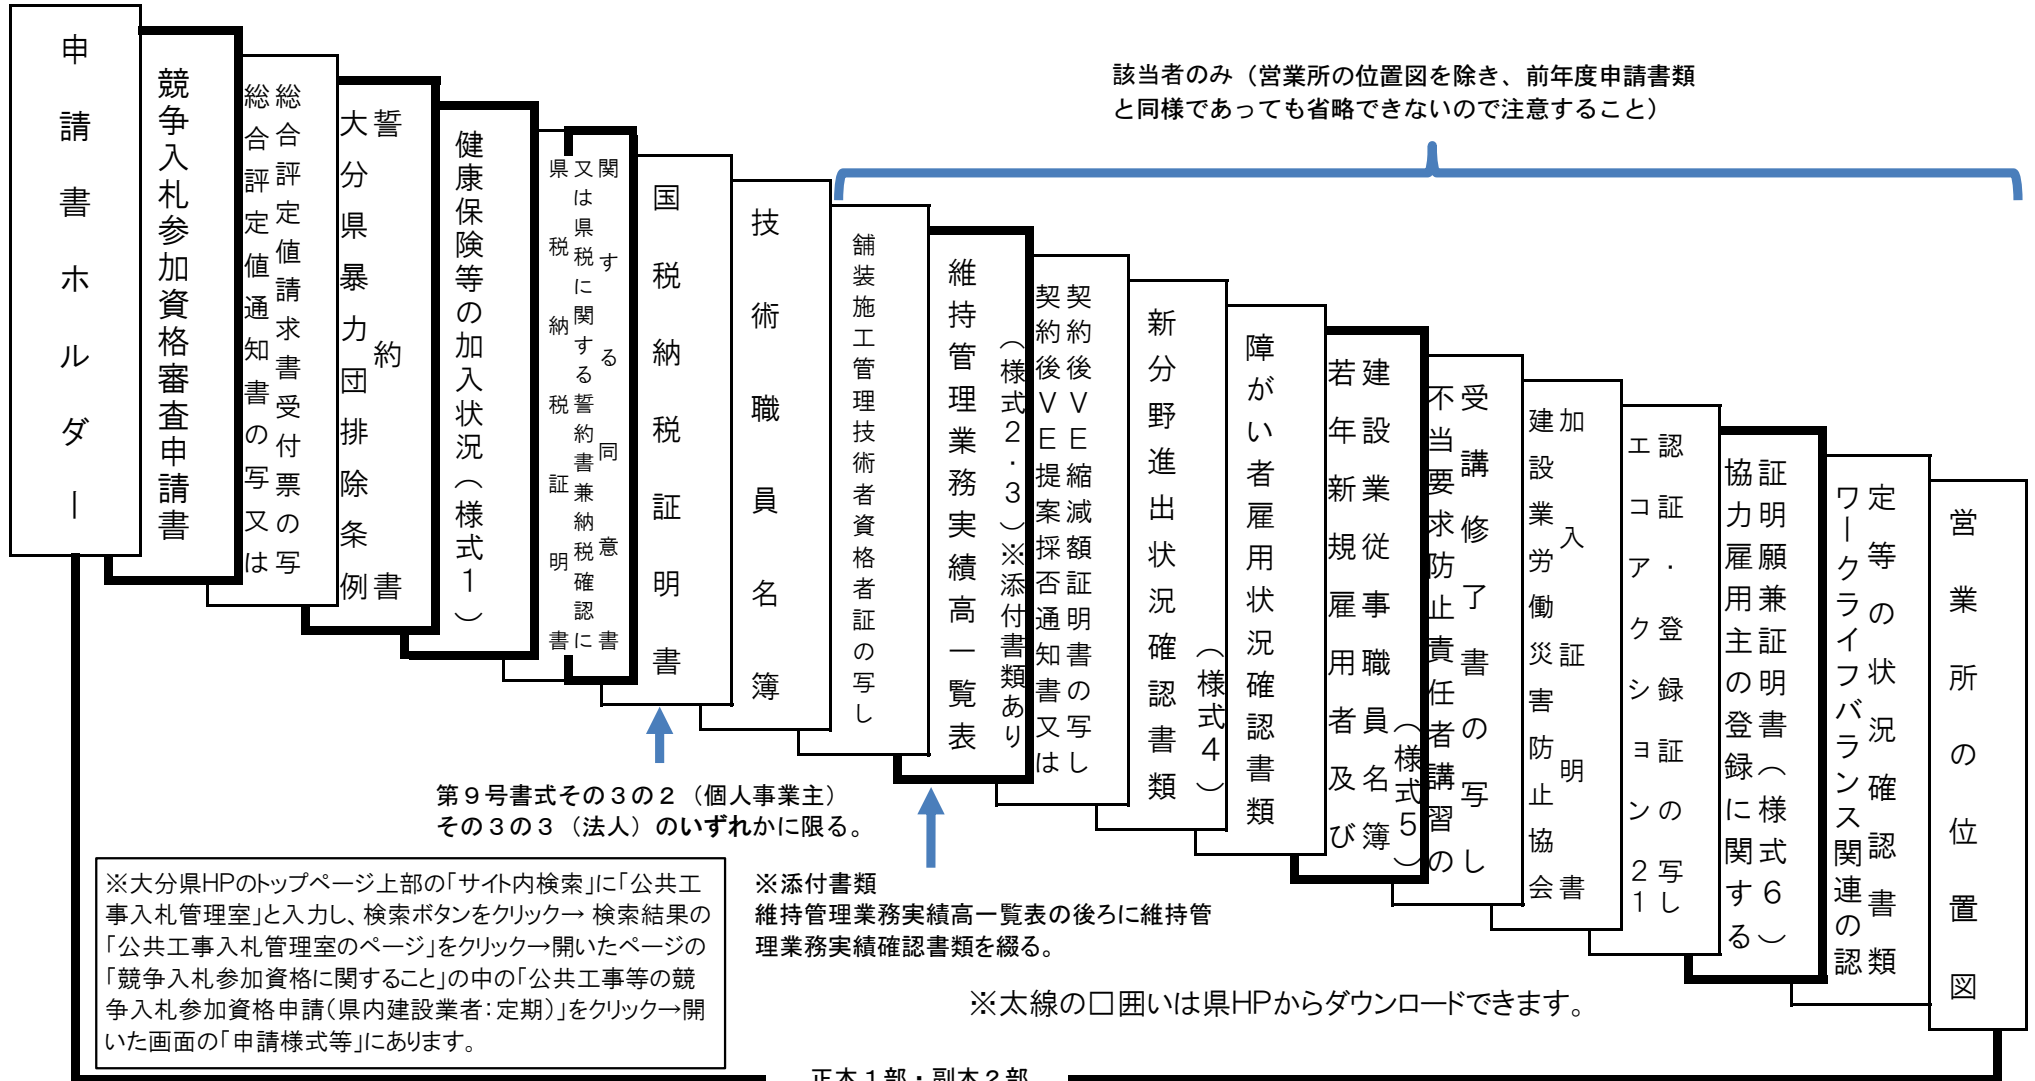 申請書ホルダー
競争入札参加資格審査申請書
総合評定値請求書受付票の写
総合評定値通知書の写又は
誓約書
大分県暴力団排除条例
健康保険等の加入状況（様式１）
関する同意書
又は県税に関する誓約書兼納税確認に
県税納税証明書
国税納税証明書
技術職員名簿
舗装施工管理技術者資格者証の写し
（様式２・３）※添付書類あり
維持管理業務実績高一覧表
契約後ＶＥ縮減額証明書の写し
契約後ＶＥ提案採否通知書又は
（様式４）
新分野進出状況確認書類
障がい者雇用状況確認書類
（様式５）
建設業従事職員名簿
若年新規雇用者及び
受講修了書の写し
不当要求防止責任者講習の
加入証明書
建設業労働災害防止協会
認証・登録証の写し
エコアクション２１
証明願兼証明書（様式６）
協力雇用主の登録に関する
定等の状況確認書類
ワークライフバランス関連の認
営業所の位置図
該当者のみ（営業所の位置図を除き、前年度申請書類
と同様であっても省略できないので注意すること）
第９号書式その３の２（個人事業主）
その３の３（法人）のいずれかに限る。
※添付書類
維持管理業務実績高一覧表の後ろに維持管
理業務実績確認書類を綴る。
※大分県HPのトップページ上部の「サイト内検索」に「公共工
事入札管理室」と入力し、検索ボタンをクリック→ 検索結果の
「公共工事入札管理室のページ」をクリック→開いたページの
「競争入札参加資格に関すること」の中の「公共工事等の競
争入札参加資格申請（県内建設業者：定期）」をクリック→開
いた画面の「申請様式等」にあります。
※太線の□囲いは県HPからダウンロードできます。
正本１部・副本２部